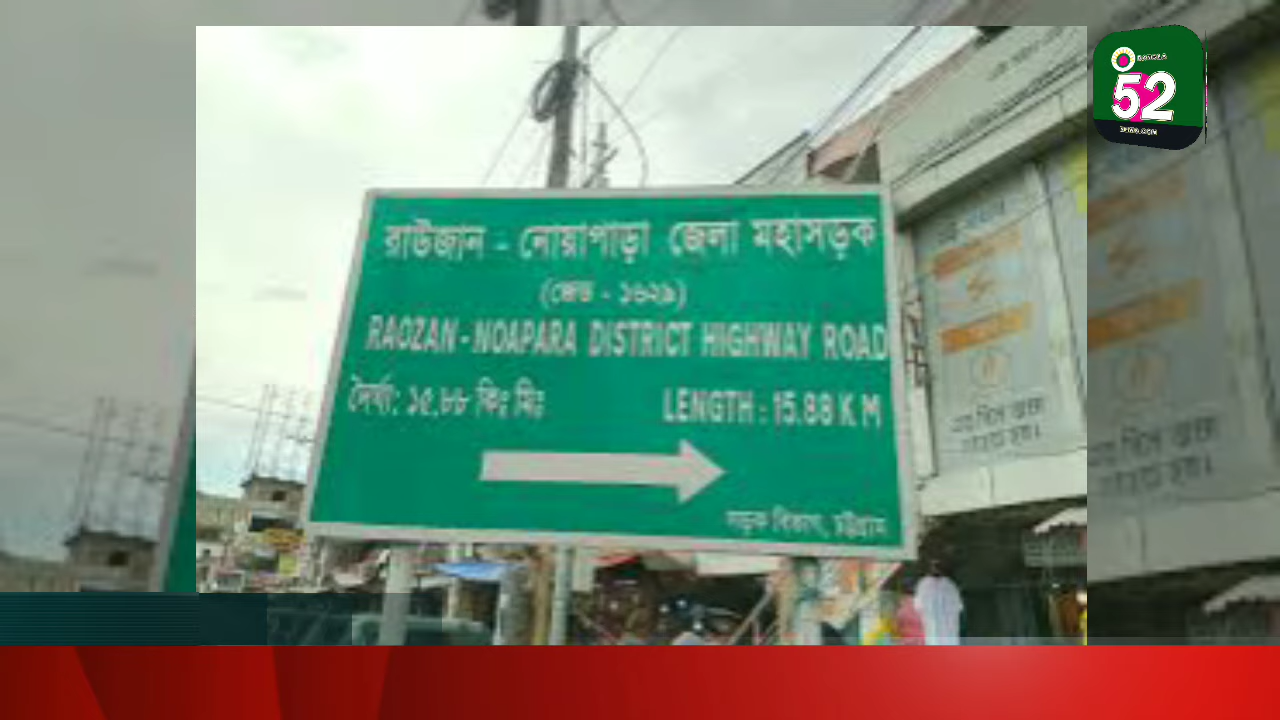 রাউজান - নোয়াপাড়া জেলা মহাসড়ক
(জেড - ১৬২৯)
RAOZAN - NOAPARA DISTRICT HIGHWAY ROAD
দৈর্ঘ্য: ১৫.৮৮ কিঃ মিঃ LENGTH : 15.88 K M
সড়ক বিভাগ, চট্টগ্রাম
52